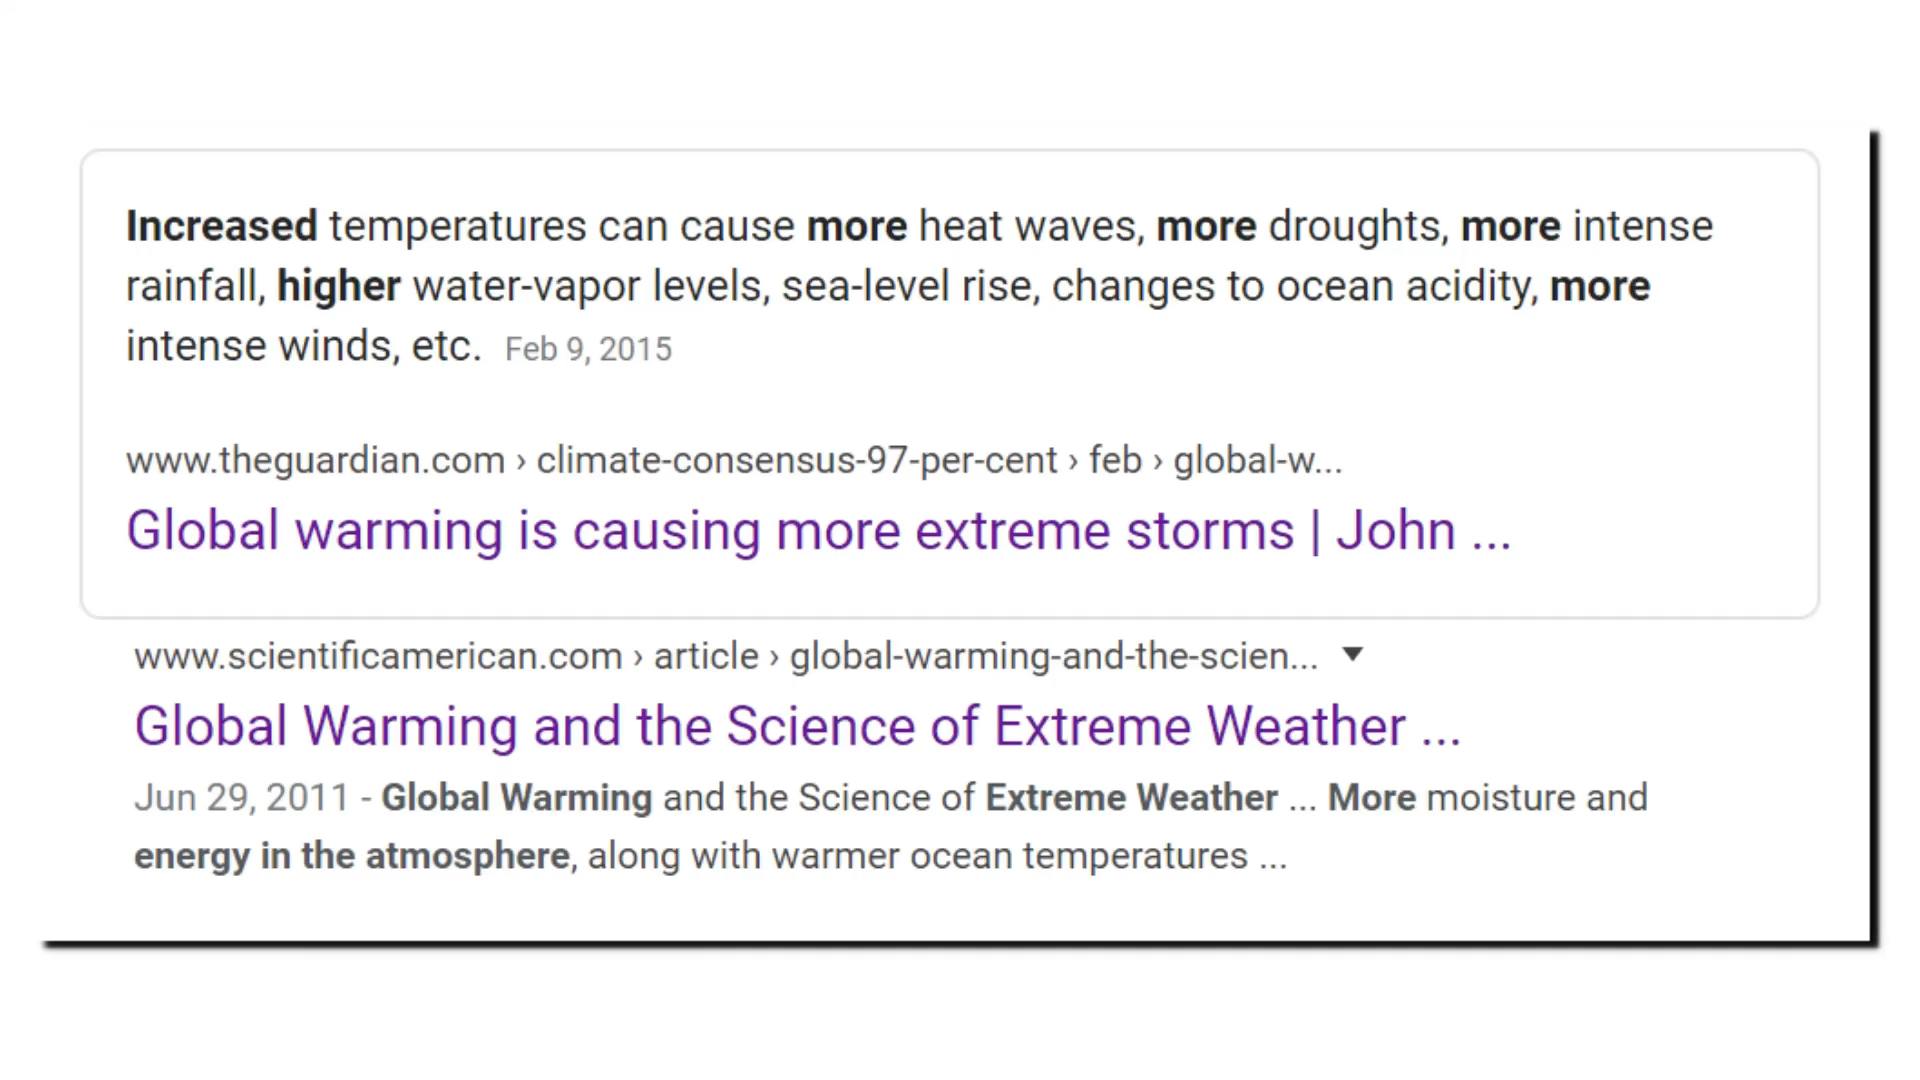 Increased temperatures can cause more heat waves, more droughts, more intense
rainfall, higher water-vapor levels, sea-level rise, changes to ocean acidity, more
intense winds, etc. Feb 9, 2015
www.theguardian.com › climate-consensus-97-per-cent › feb › global-w...
Global warming is causing more extreme storms | John ...
www.scientificamerican.com › article › global-warming-and-the-scien...
Global Warming and the Science of Extreme Weather ...
Jun 29, 2011 - Global Warming and the Science of Extreme Weather ... More moisture and
energy in the atmosphere, along with warmer ocean temperatures ...